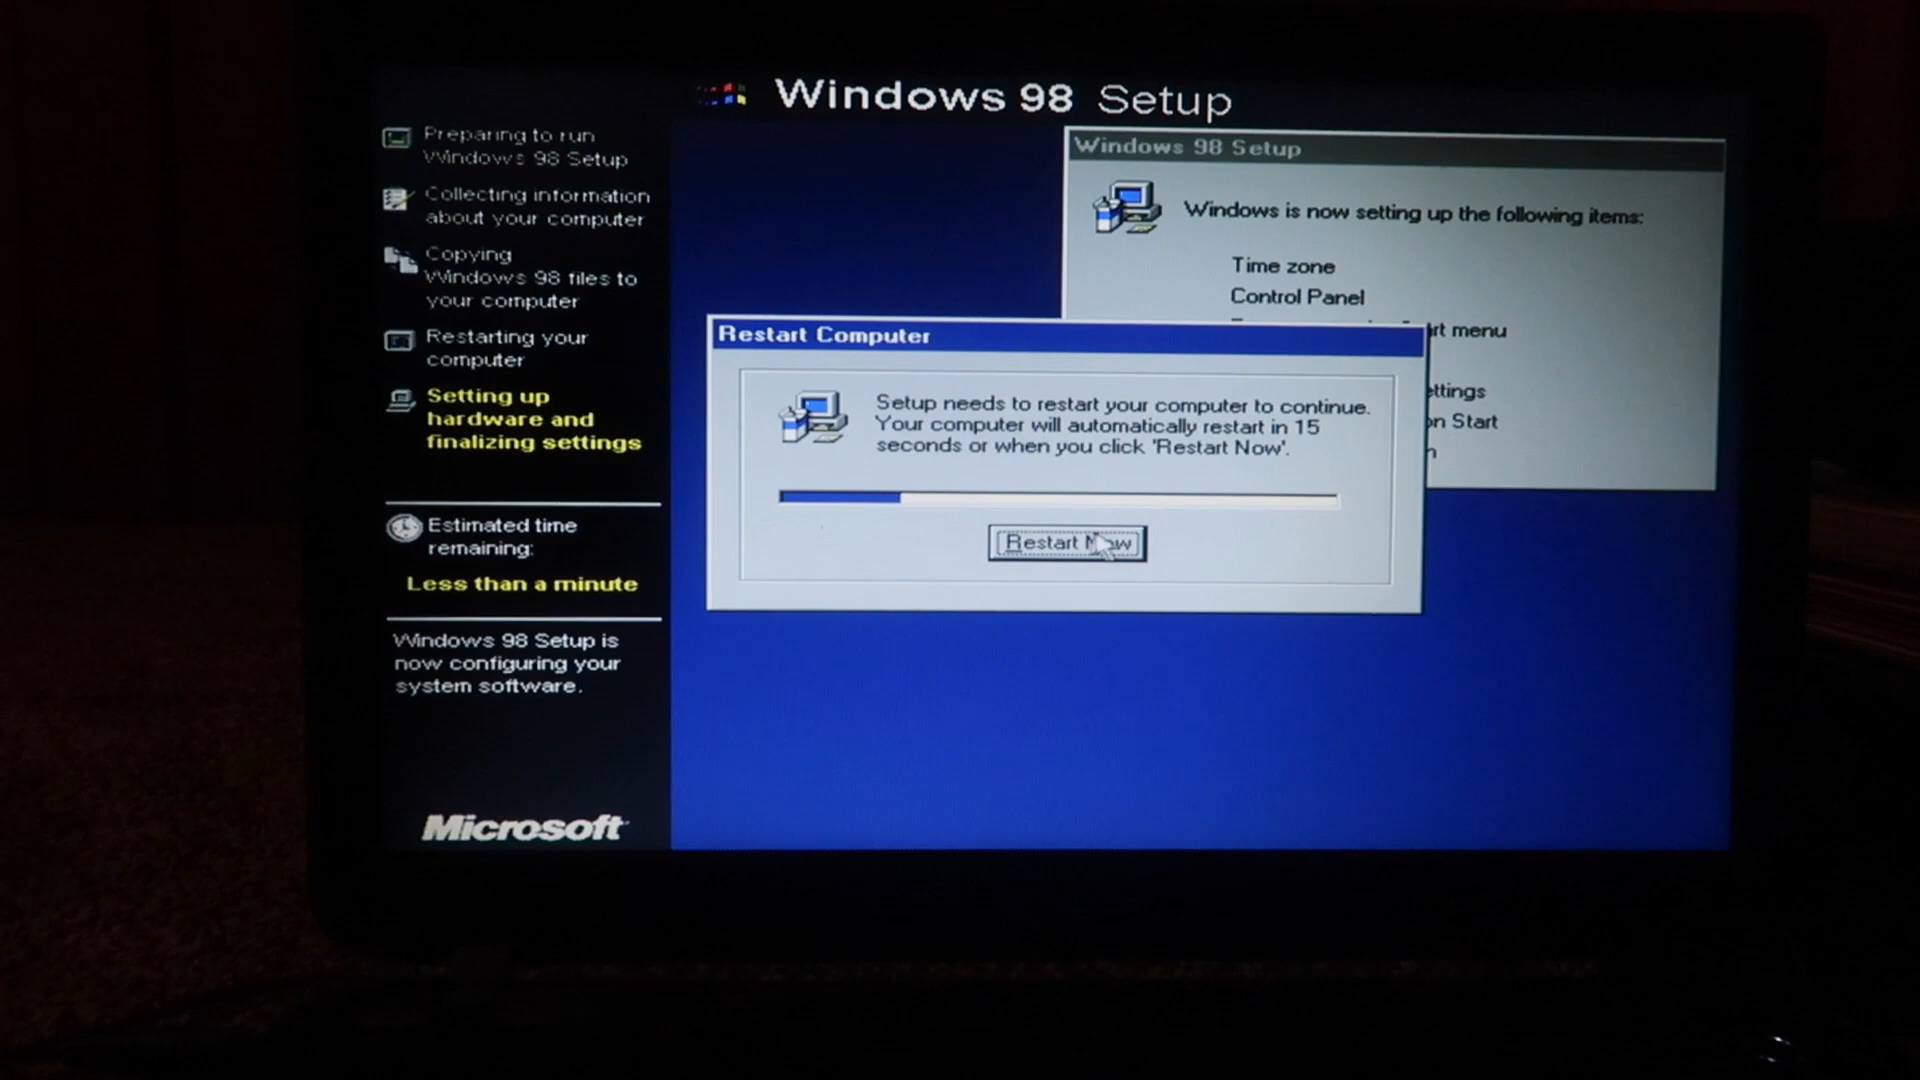 Windows 98 Setup
Preparing to run
Windows 98 Setup
Collecting information
about your computer
Copying
Windows 98 files to
your computer
Restarting your
computer
Setting up
hardware and
finalizing settings
Estimated time
remaining:
Less than a minute
Windows 98 Setup is
now configuring your
system software.
Microsoft
Windows 98 Setup
Windows is now setting up the following items:
Time zone
Control Panel
menu
Start
Restart Computer
Setup needs to restart your computer to continue.
Your computer will automatically restart in 15
seconds or when you click 'Restart Now'.
Restart Now